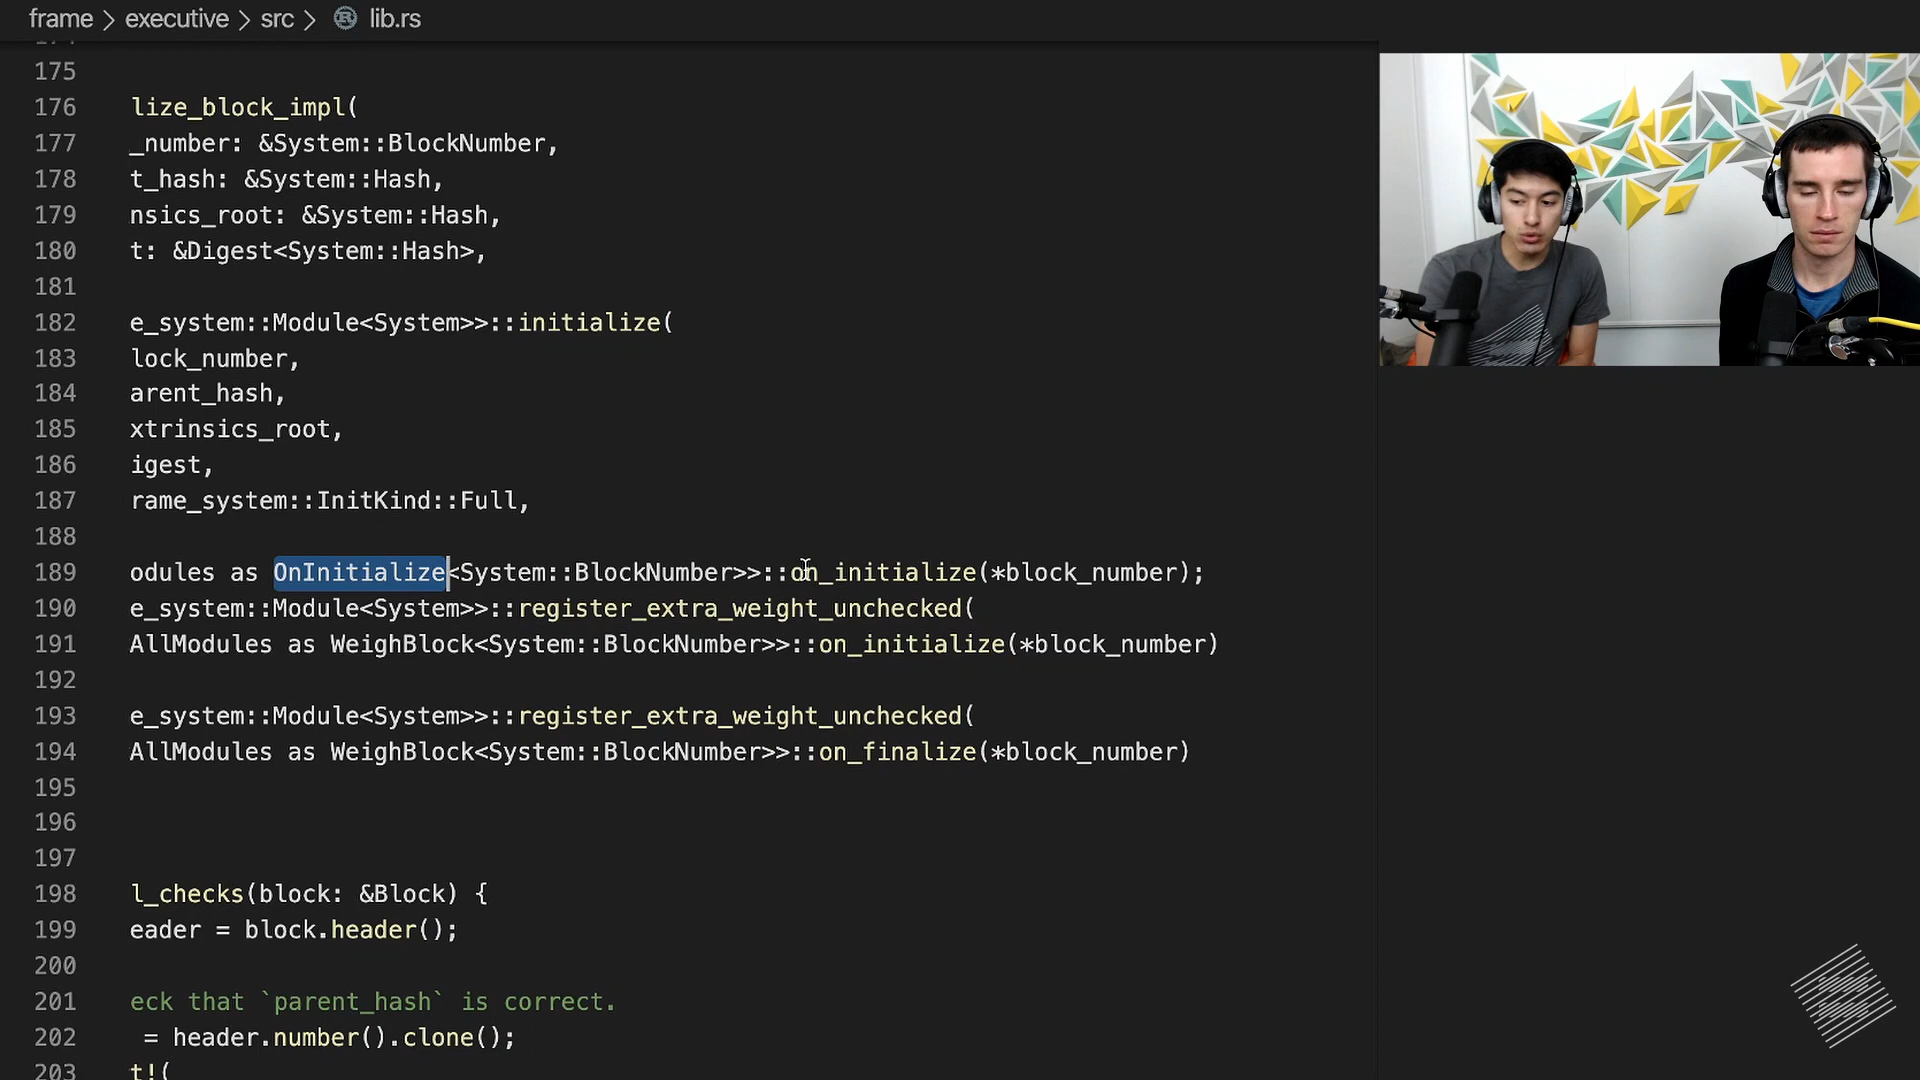 frame > executive > src > lib.rs
175
176 lize_block_impl(
177 _number: &System::BlockNumber,
178 t_hash: &System::Hash,
179 nsics_root: &System::Hash,
180 t: &Digest<System::Hash>,
181
182 e_system::Module<System>>::initialize(
183 lock_number,
184 arent_hash,
185 xtrinsics_root,
186 igest,
187 rame_system::InitKind::Full,
188
189 odules as OnInitialize<System::BlockNumber>>::on_initialize(*block_number);
190 e_system::Module<System>>::register_extra_weight_unchecked(
191 AllModules as WeighBlock<System::BlockNumber>>::on_initialize(*block_number)
192
193 e_system::Module<System>>::register_extra_weight_unchecked(
194 AllModules as WeighBlock<System::BlockNumber>>::on_finalize(*block_number)
195
196
197
198 l_checks(block: &Block) {
199 eader = block.header();
200
201 eck that `parent_hash` is correct.
202 = header.number().clone();
203 t!(